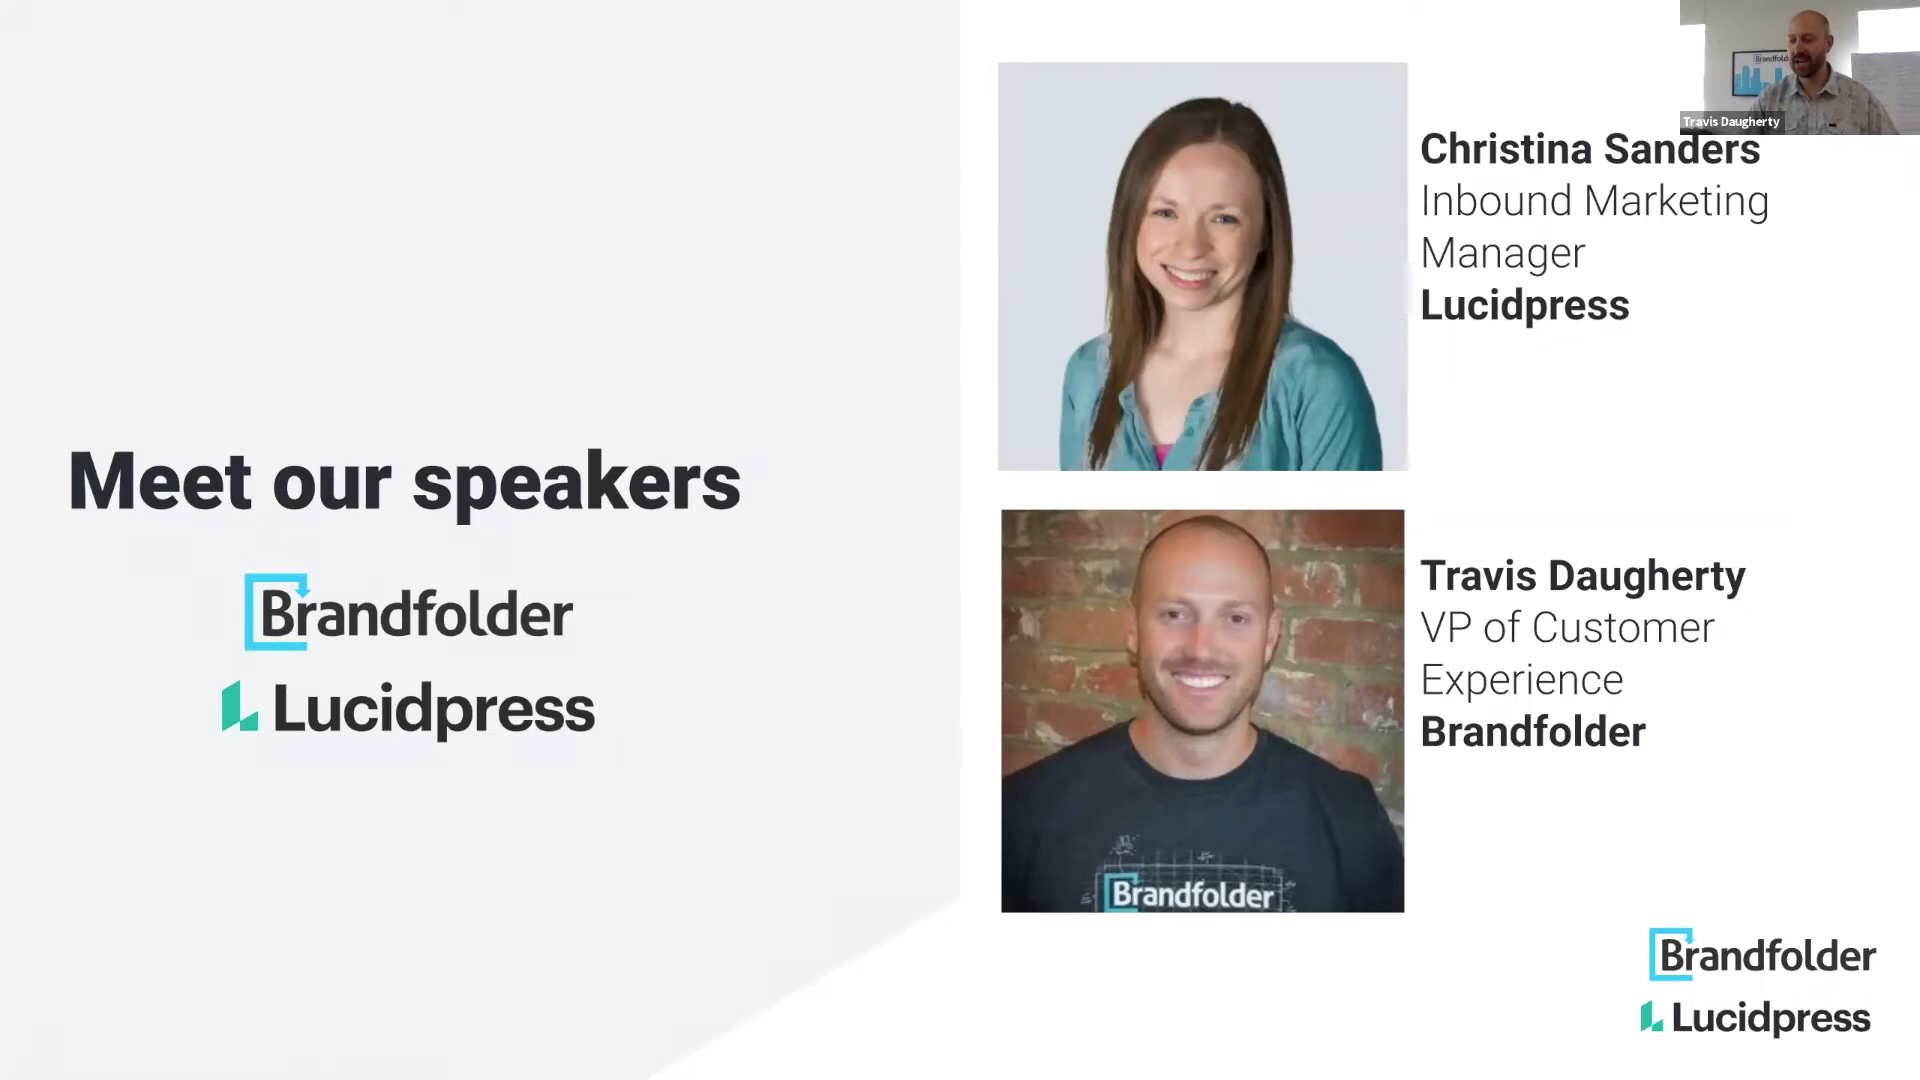 Meet our speakers
Brandfolder
Lucidpress
Christina Sanders
Inbound Marketing
Manager
Lucidpress
Travis Daugherty
VP of Customer
Experience
Brandfolder
Brandfolder
Brandfolder
Lucidpress
Travis Daugherty